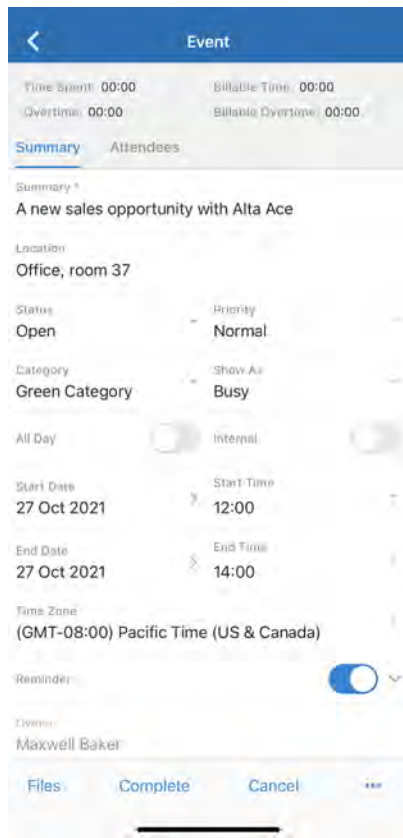 Event
Time Spent: 00:00 Billable Time: 00:00
Overtime: 00:00 Billable Overtime: 00:00
Summary Attendees
Summary *
A new sales opportunity with Alta Ace
Location
Office, room 37
Status Priority
Open Normal
Category Show As
Green Category Busy
All Day Internal
Start Date Start Time
27 Oct 2021 12:00
End Date End Time
27 Oct 2021 14:00
Time Zone
(GMT-08:00) Pacific Time (US & Canada)
Reminder
Owner
Maxwell Baker
Files Complete Cancel ...